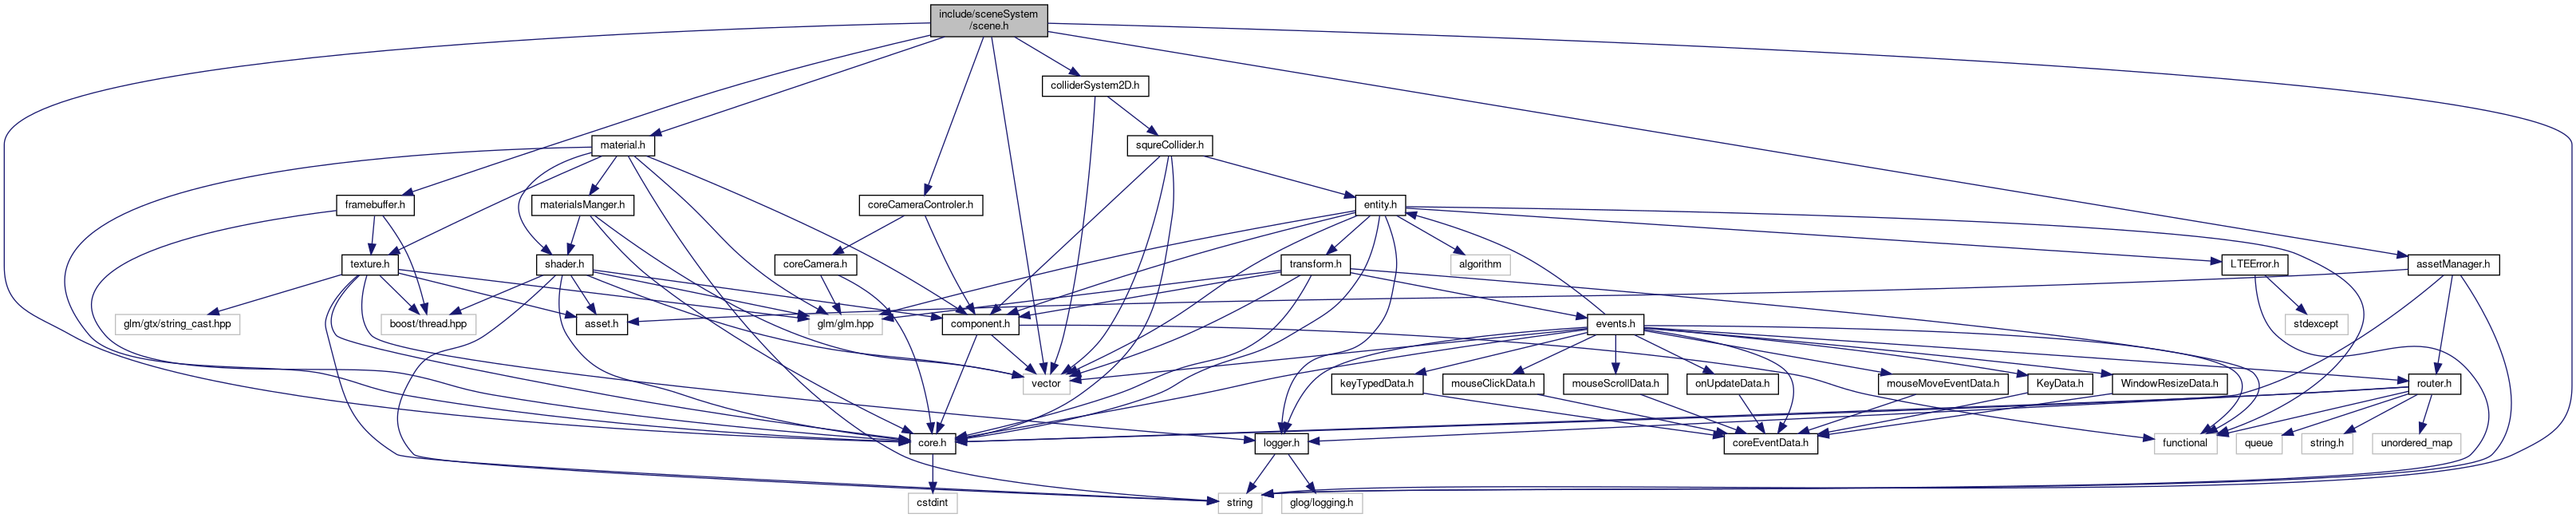 include/sceneSystem
/scene.h
colliderSystem2D.h
material.h
squreCollider.h
framebuffer.h
materialsManger.h
coreCameraControler.h
entity.h
texture.h
shader.h
coreCamera.h
transform.h
algorithm
LTEError.h
assetManager.h
glm/gtx/string_cast.hpp
boost/thread.hpp
asset.h
glm/glm.hpp
component.h
events.h
stdexcept
vector
keyTypedData.h
mouseClickData.h
mouseScrollData.h
onUpdateData.h
mouseMoveEventData.h
KeyData.h
WindowResizeData.h
router.h
core.h
logger.h
coreEventData.h
functional
queue
string.h
unordered_map
cstdint
string
glog/logging.h